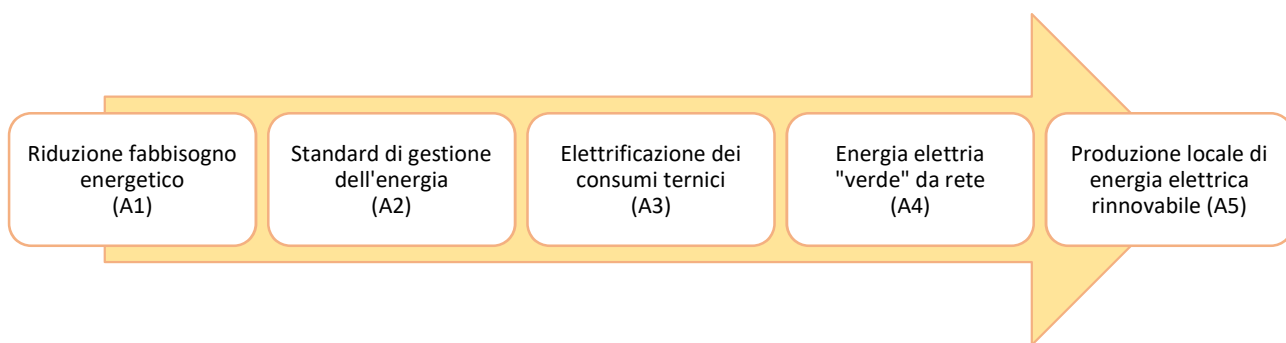 Riduzione fabbisogno
energetico
(A1)
Standard di gestione
dell'energia
(A2)
Elettrificazione dei
consumi ternici
(A3)
Energia elettria
"verde" da rete
(A4)
Produzione locale di
energia elettrica
rinnovabile (A5)